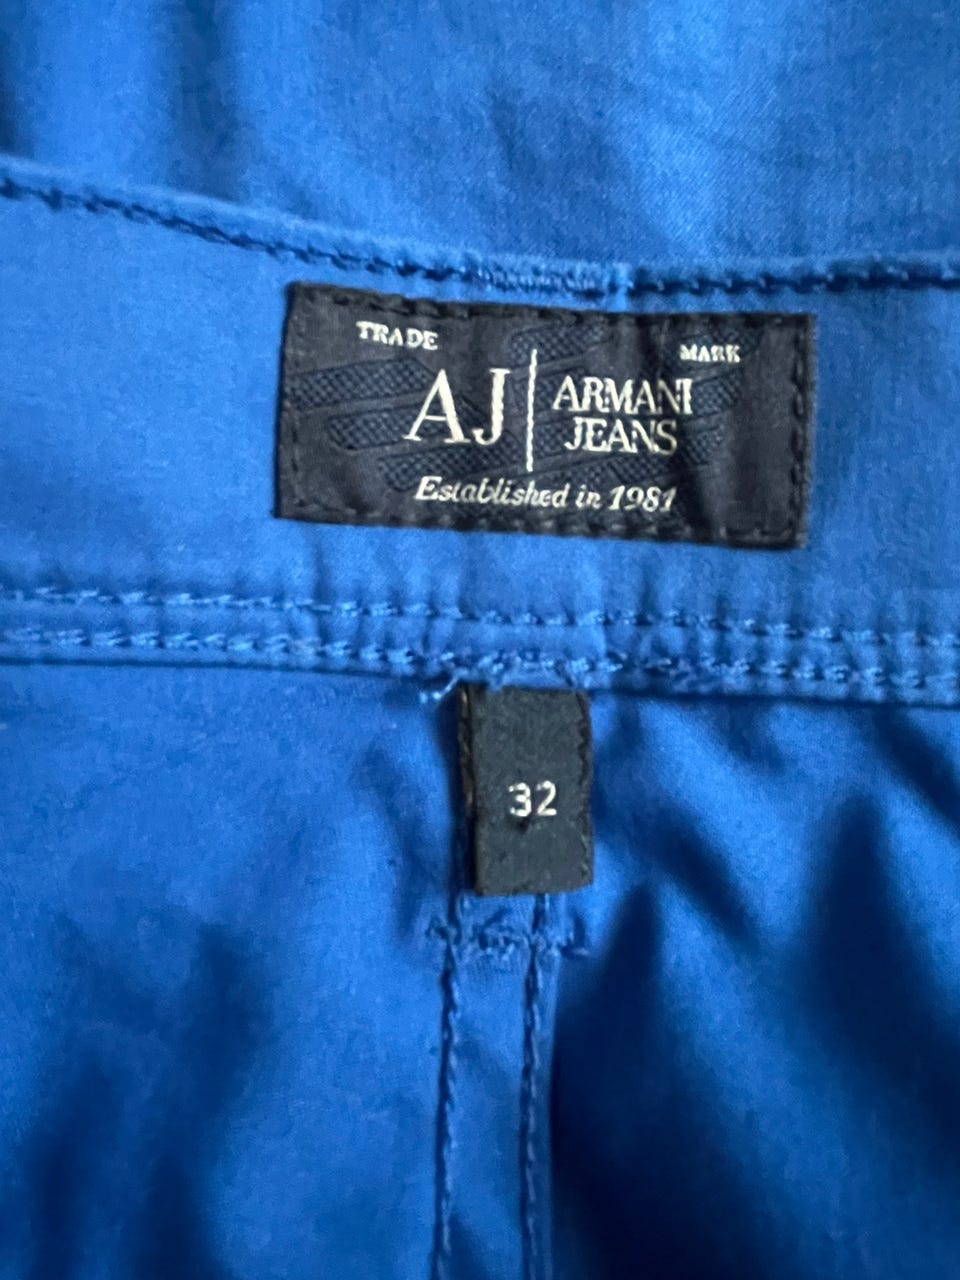 TRADE MARK
AJ ARMANI
JEANS
Established in 1981
32